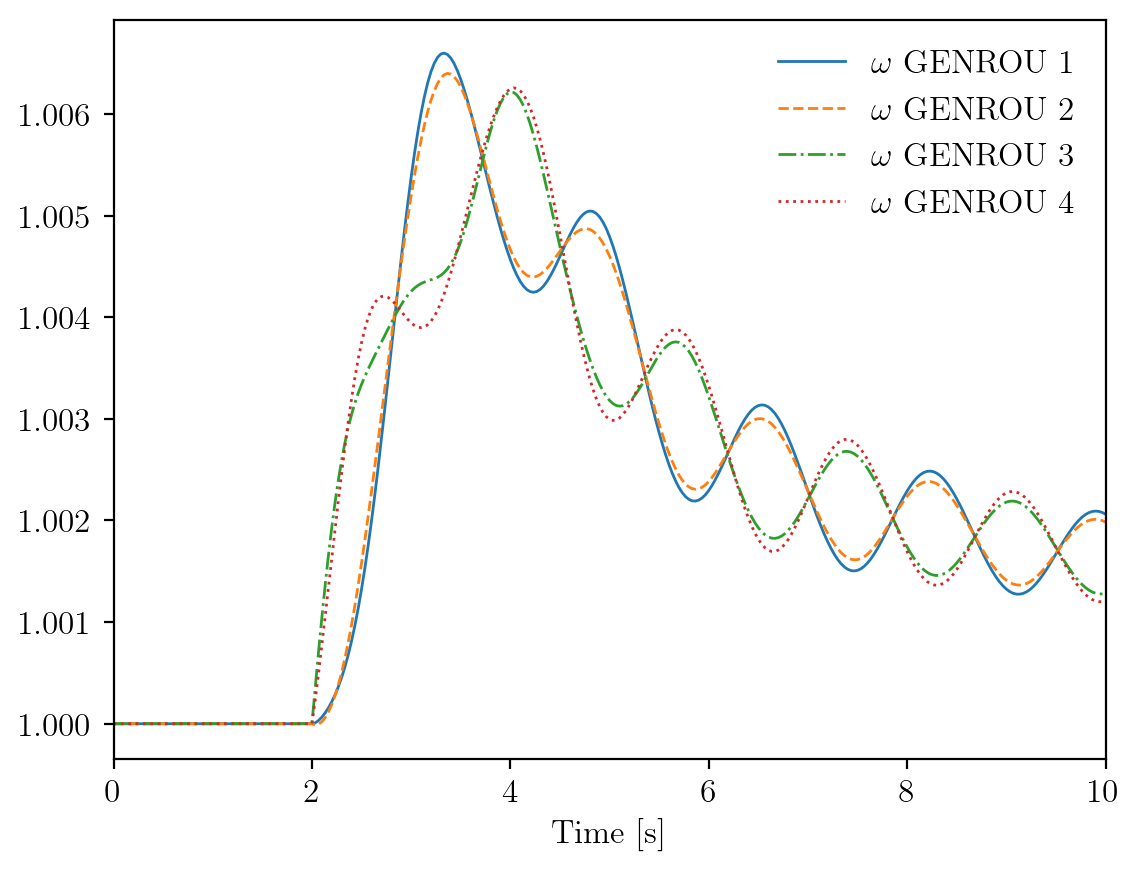 ω GENROU 1
ω GENROU 2
ω GENROU 3
ω GENROU 4
1.006
1.005
1.004
1.003
1.002
1.001
1.000
0 2 4 6 8 10
Time [s]